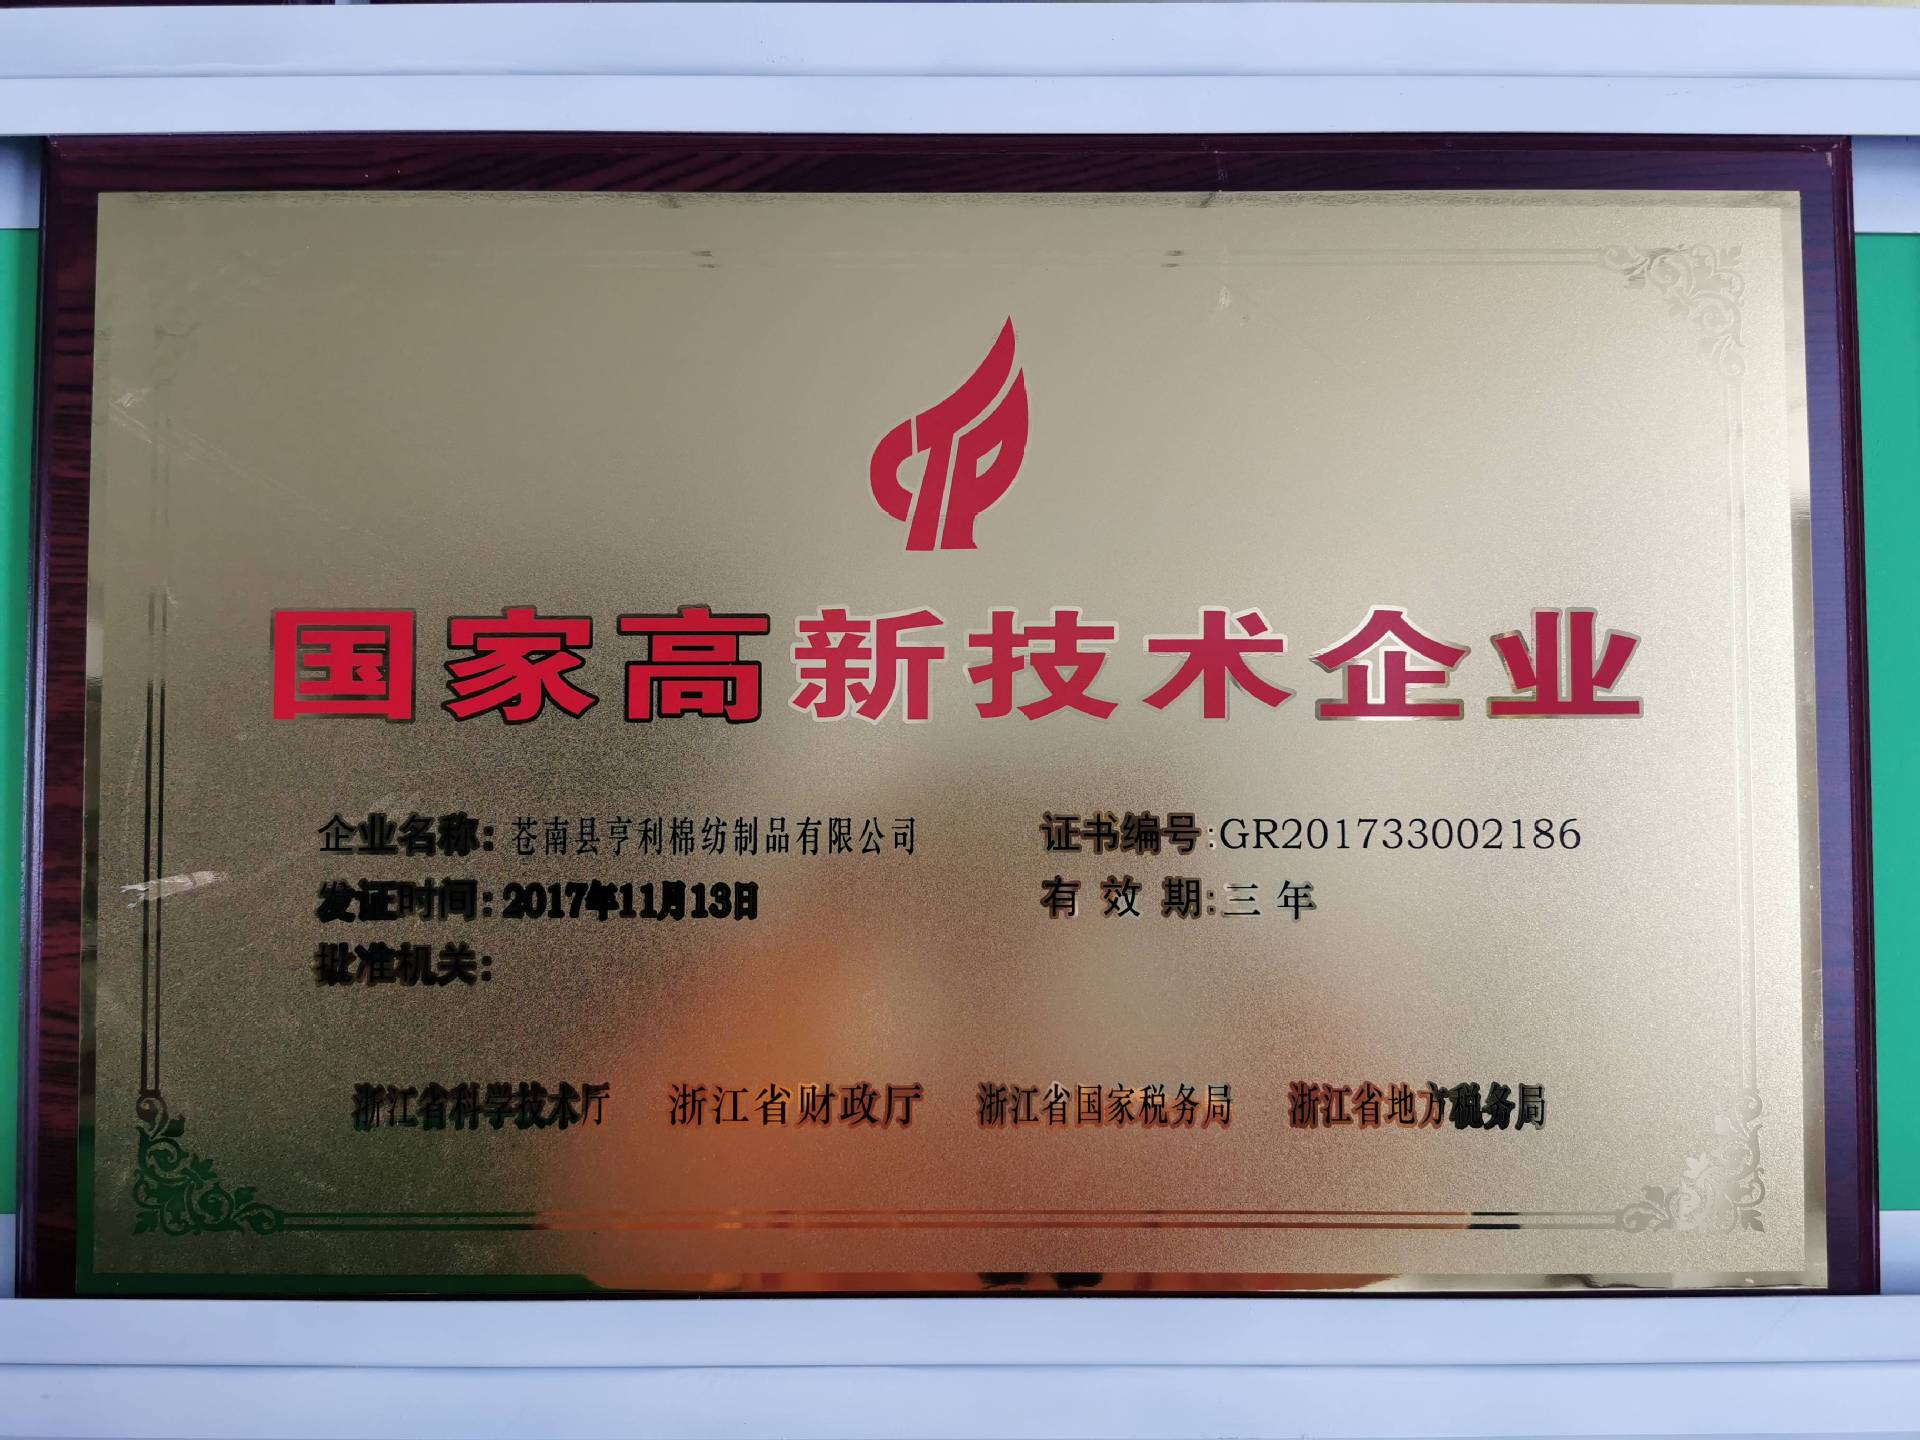 CTP
国家高新技术企业
企业名称：苍南县亨利棉纺制品有限公司 证书编号:GR201733002186
发证时间：2017年11月13日 有效期:三年
批准机关：
浙江省科学技术厅 浙江省财政厅 浙江省国家税务局 浙江省地方税务局